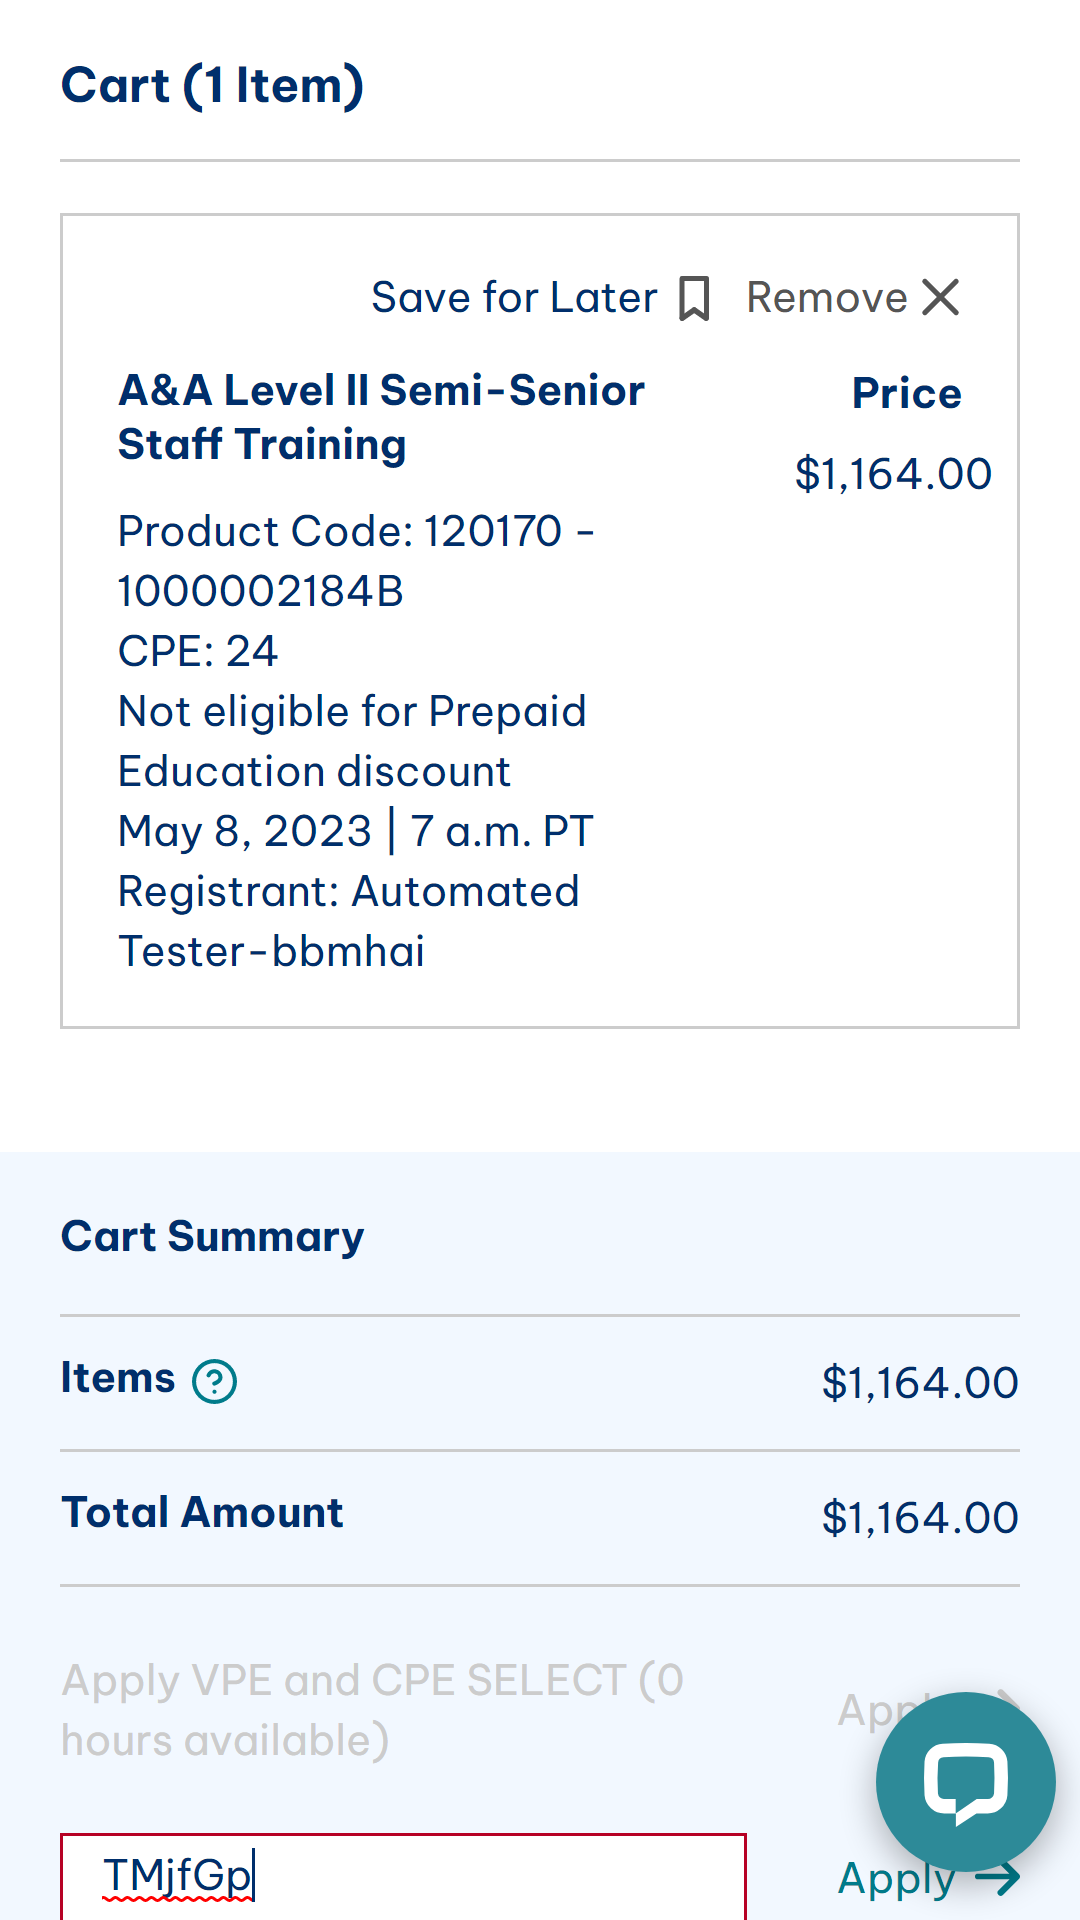 Cart (1 Item)
Save for Later
Remove
A&A Level II Semi-Senior
Staff Training
Price
$1,164.00
Product Code: 120170 -
1000002184B
CPE: 24
Not eligible for Prepaid
Education discount
May 8, 2023 | 7 a.m. PT
Registrant: Automated
Tester-bbmhai
Cart Summary
Items
$1,164.00
Total Amount
$1,164.00
Apply VPE and CPE SELECT (0
hours available)
TMjfGp
Apply